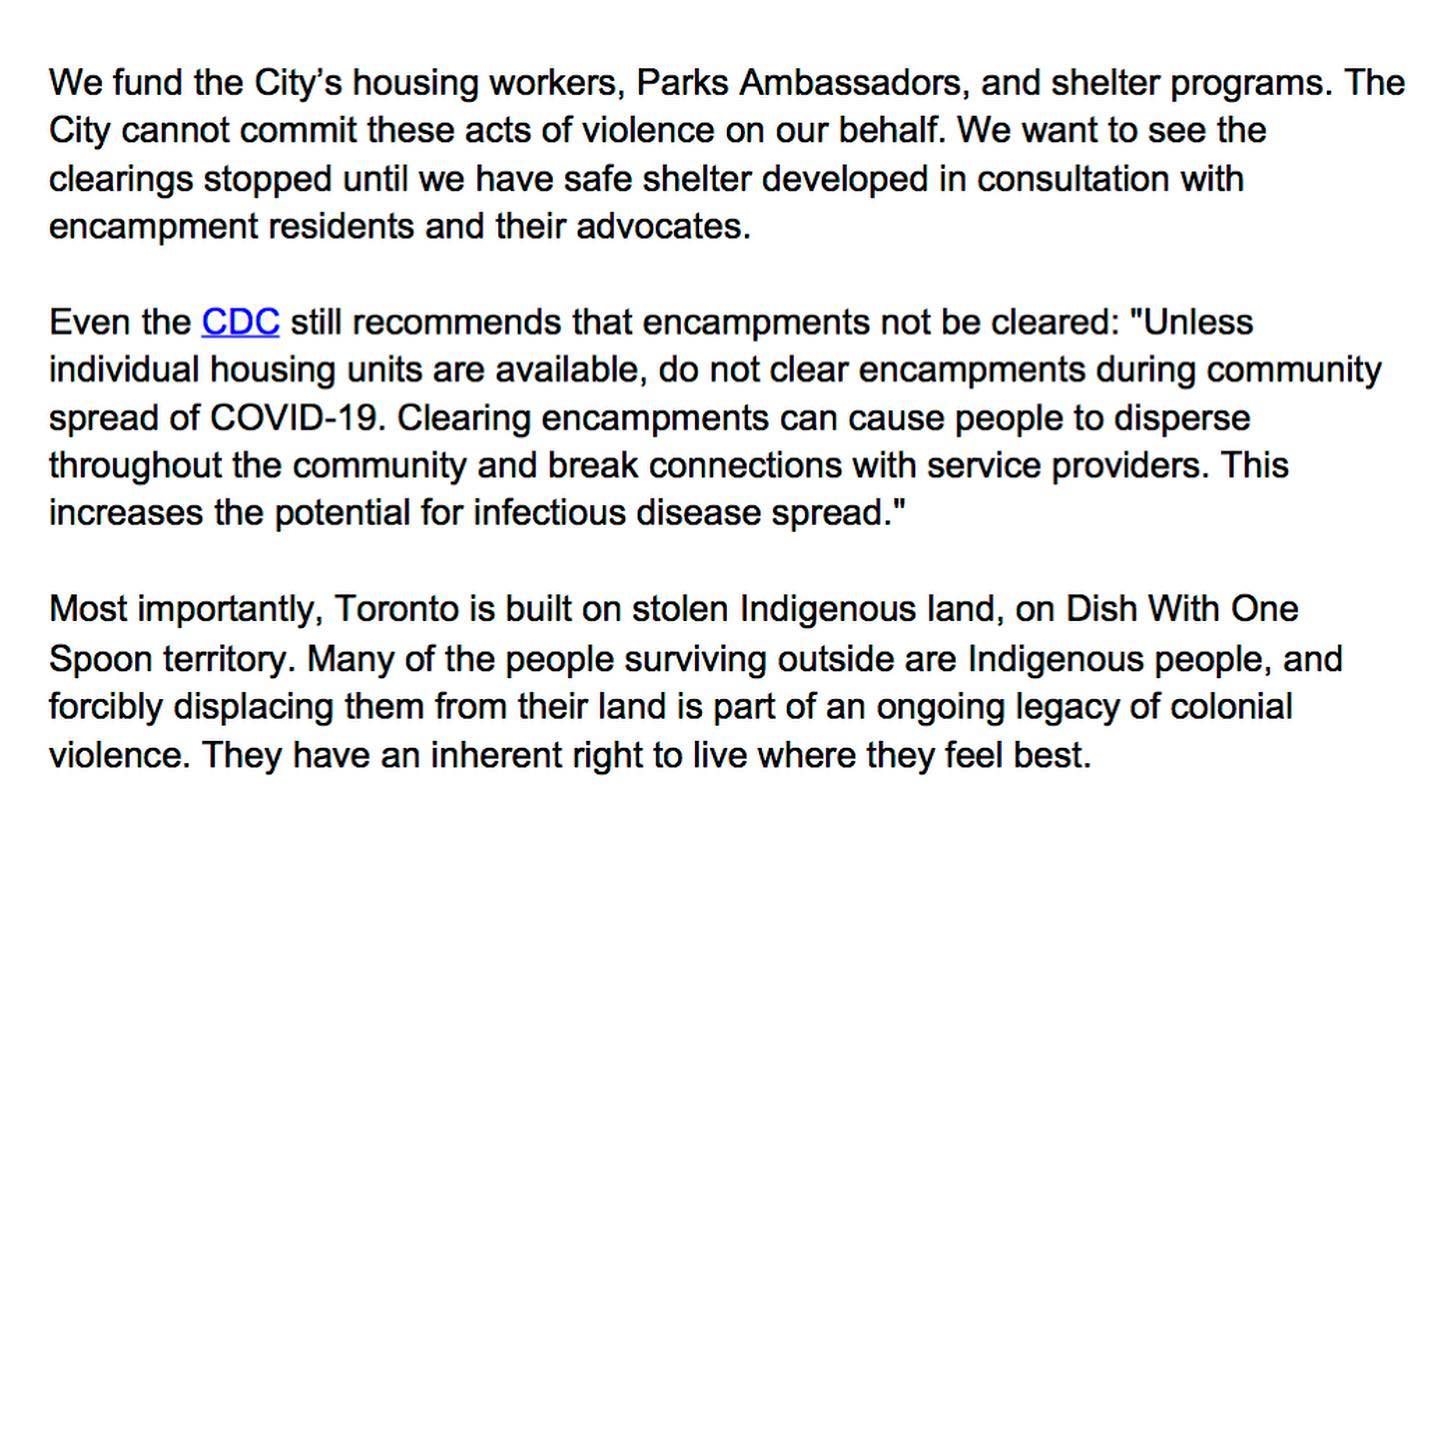 We fund the City’s housing workers, Parks Ambassadors, and shelter programs. The
City cannot commit these acts of violence on our behalf. We want to see the
clearings stopped until we have safe shelter developed in consultation with
encampment residents and their advocates.
Even the CDC still recommends that encampments not be cleared: "Unless
individual housing units are available, do not clear encampments during community
spread of COVID-19. Clearing encampments can cause people to disperse
throughout the community and break connections with service providers. This
increases the potential for infectious disease spread."
Most importantly, Toronto is built on stolen Indigenous land, on Dish With One
Spoon territory. Many of the people surviving outside are Indigenous people, and
forcibly displacing them from their land is part of an ongoing legacy of colonial
violence. They have an inherent right to live where they feel best.